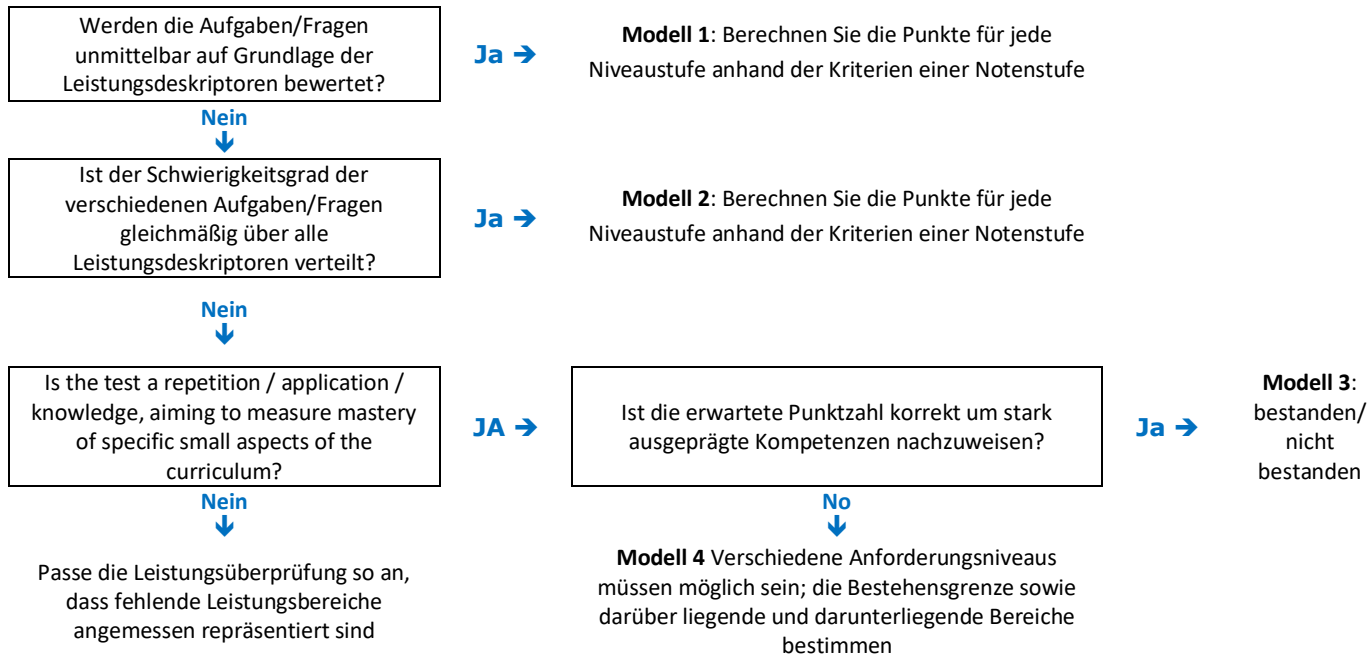 Werden die Aufgaben/Fragen
unmittelbar auf Grundlage der
Leistungsdeskriptoren bewertet?
Ja ➔
Modell 1: Berechnen Sie die Punkte für jede
Niveaustufe anhand der Kriterien einer Notenstufe
Nein
🡻
Ist der Schwierigkeitsgrad der
verschiedenen Aufgaben/Fragen
gleichmäßig über alle
Leistungsdeskriptoren verteilt?
Ja ➔
Modell 2: Berechnen Sie die Punkte für jede
Niveaustufe anhand der Kriterien einer Notenstufe
Nein
🡻
Is the test a repetition / application /
knowledge, aiming to measure mastery
of specific small aspects of the
curriculum?
JA ➔
Ist die erwartete Punktzahl korrekt um stark
ausgeprägte Kompetenzen nachzuweisen?
Ja ➔
Modell 3:
bestanden/
nicht
bestanden
Nein
🡻
Passe die Leistungsüberprüfung so an,
dass fehlende Leistungsbereiche
angemessen repräsentiert sind
No
🡻
Modell 4 Verschiedene Anforderungsniveaus
müssen möglich sein; die Bestehensgrenze sowie
darüber liegende und darunterliegende Bereiche
bestimmen